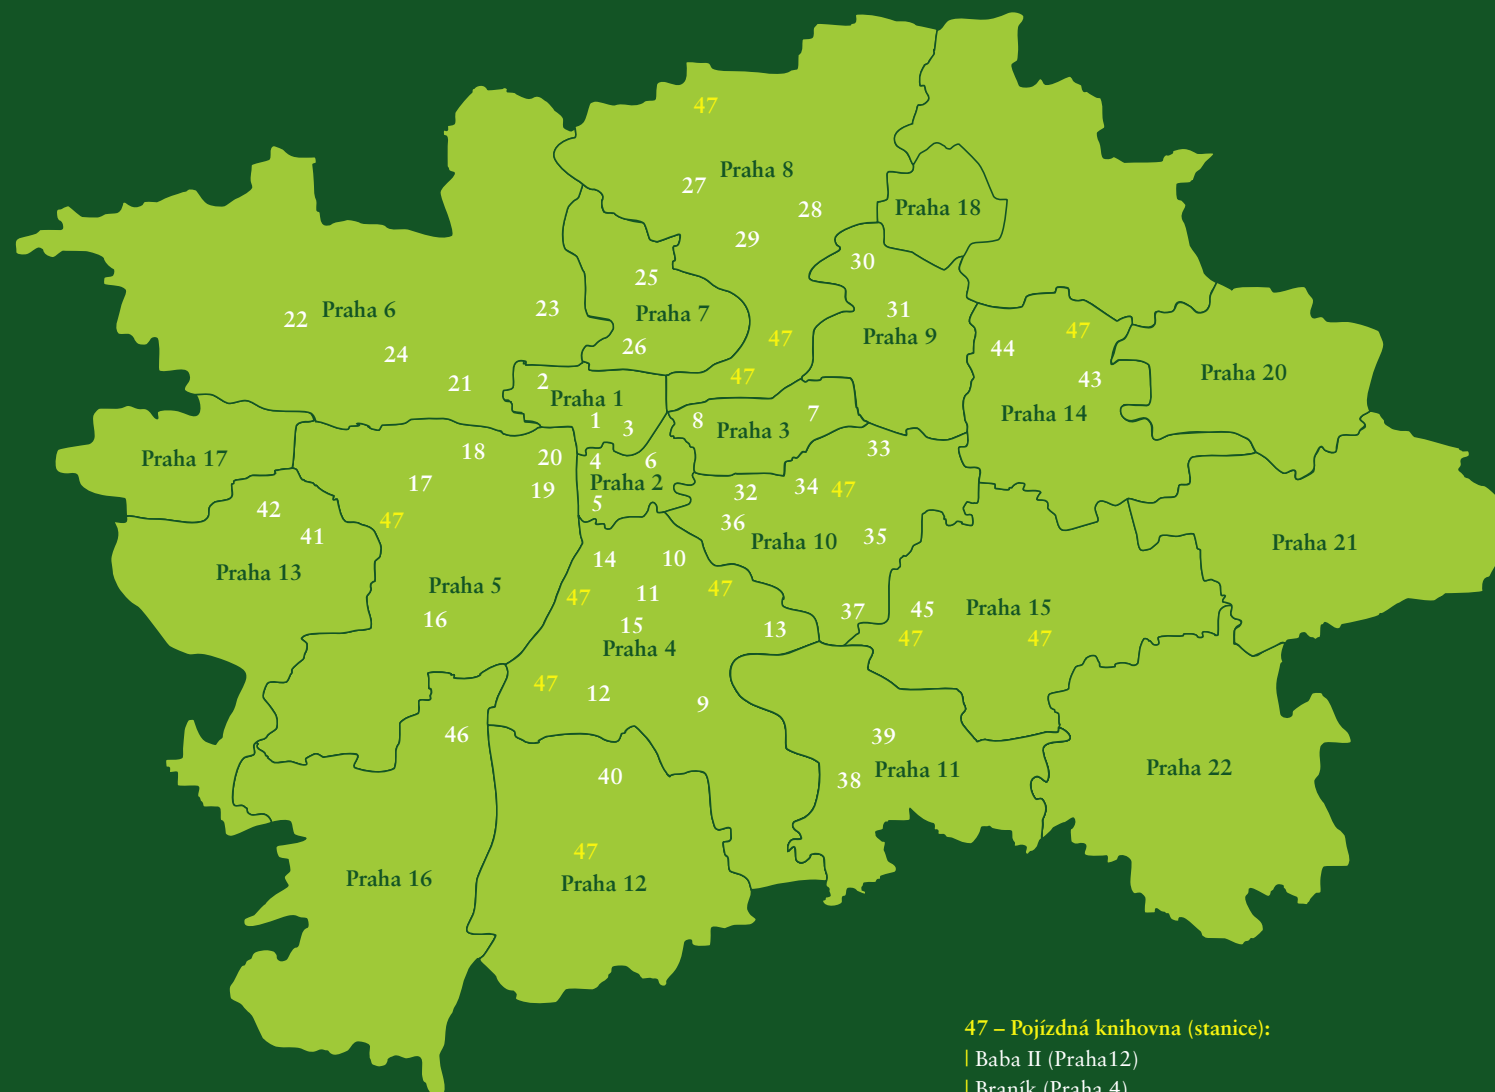 47
Praha 8
27
28
Praha 18
29
30
25
23
22
Praha 6
Praha 7
31
26
24
47
Praha 9
47
44
47
43
Praha 20
21
2
Praha 1
1
3
8
Praha 3
7
Praha 14
Praha 17
18
20
4
6
33
17
19
Praha 2
5
32
34
47
42
47
41
36
Praha 10
35
Praha 21
Praha 13
14
10
Praha 5
47
11
47
16
15
13
37
45
Praha 15
Praha 4
47
47
47
12
9
46
39
40
38
Praha 11
Praha 22
47
Praha 16
Praha 12
47 – Pojízdná knihovna (stanice):
| Baba II (Praha12)
| Braník (Praha 4)